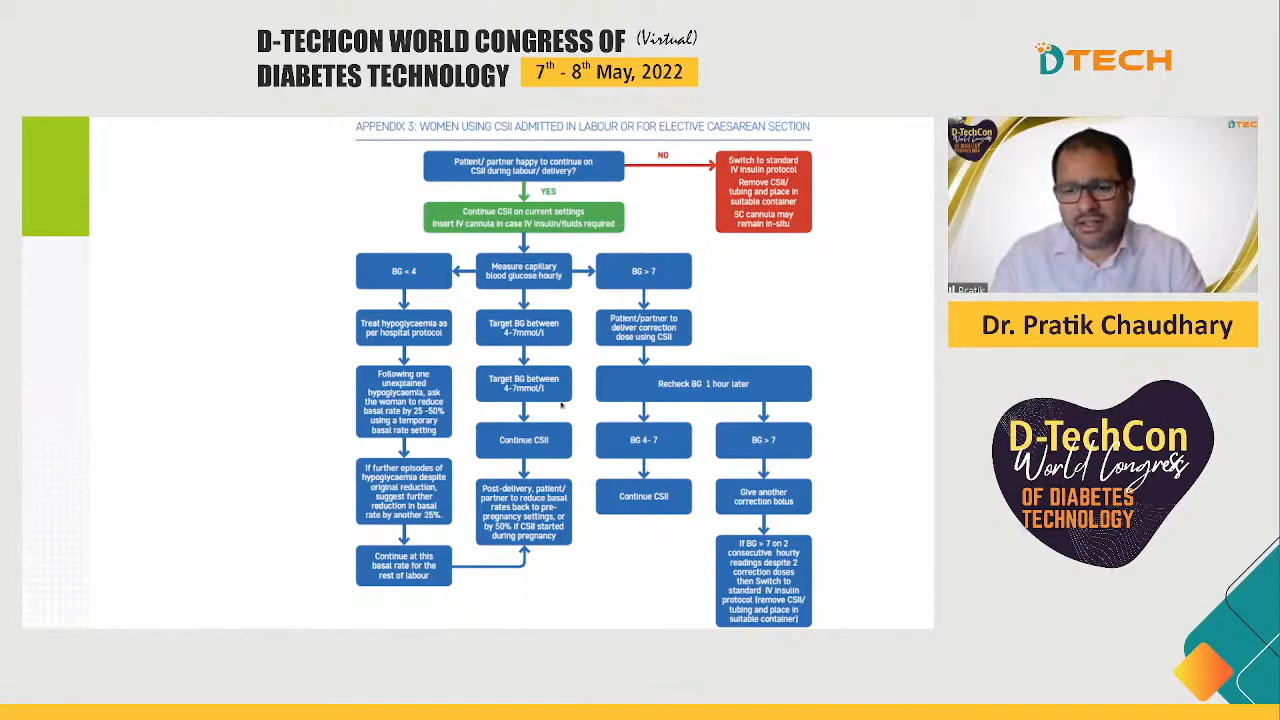 D-TECHCON WORLD CONGRESS OF (Virtual)
DIABETES TECHNOLOGY 7th - 8th May, 2022
DTECH
APPENDIX 3: WOMEN USING CSII ADMITTED IN LABOUR OR FOR ELECTIVE CAESAREAN SECTION
Patient/ partner happy to continue on
CSII during labour/ delivery?
NO
Switch to standard
IV insulin protocol
Remove CSII/
tubing and place in
suitable container
SC cannula may
remain in-situ
YES
Continue CSII on current settings
Insert IV cannula in case IV insulin/fluids required
BG < 4
Measure capillary
blood glucose hourly
BG > 7
Treat hypoglycaemia as
per hospital protocol
Target BG between
4-7mmol/l
Patient/partner to
deliver correction
dose using CSII
Following one
unexplained
hypoglycaemia, ask
the woman to reduce
basal rate by 25 -50%
using a temporary
basal rate setting
Target BG between
4-7mmol/l
Recheck BG 1 hour later
Continue CSII
BG 4- 7
BG > 7
If further episodes of
hypoglycaemia despite
original reduction,
suggest further
reduction in basal
rate by another 25%.
Post-delivery, patient/
partner to reduce basal
rates back to pre-
pregnancy settings, or
by 50% if CSII started
during pregnancy
Continue CSII
Give another
correction bolus
Continue at this
basal rate for the
rest of labour
If BG > 7 on 2
consecutive hourly
readings despite 2
correction doses
then Switch to
standard IV insulin
protocol (remove CSII/
tubing and place in
suitable container)
D-TechCon
World Congress
OF DIABETES
TECHNOLOGY
DTEC
Pratik
Dr. Pratik Chaudhary
D-TechCon
World Congress
OF DIABETES
TECHNOLOGY